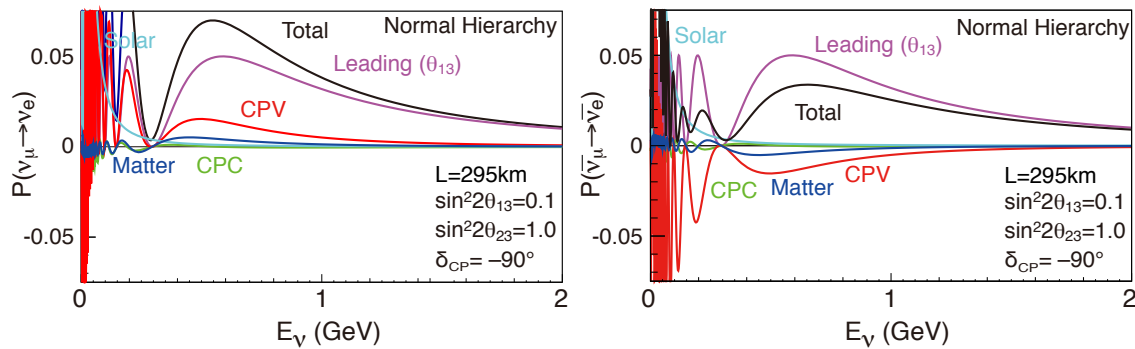 Normal Hierarchy
Solar
Total
Leading (θ₁₃)
CPV
Matter
CPC
L=295km
sin²2θ₁₃=0.1
sin²2θ₂₃=1.0
δCP= −90°
0.05
0
-0.05
P(νμ→νe)
0
1
2
Eν (GeV)
Normal Hierarchy
Solar
Leading (θ₁₃)
Total
CPC
Matter
CPV
L=295km
sin²2θ₁₃=0.1
sin²2θ₂₃=1.0
δCP= −90°
0.05
0
-0.05
P(ν̅μ→ν̅e)
0
1
2
Eν (GeV)